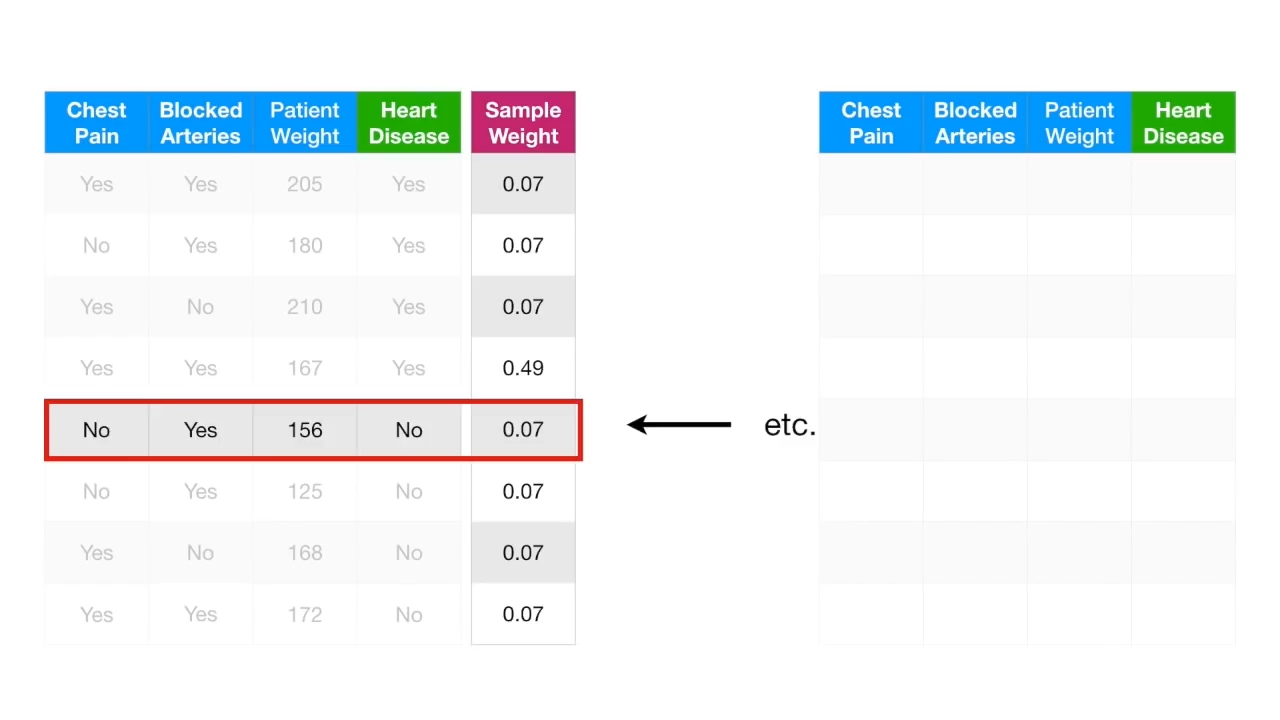 Chest Pain Blocked Arteries Patient Weight Heart Disease Sample Weight
Yes Yes 205 Yes 0.07
No Yes 180 Yes 0.07
Yes No 210 Yes 0.07
Yes Yes 167 Yes 0.49
No Yes 156 No 0.07
No Yes 125 No 0.07
Yes No 168 No 0.07
Yes Yes 172 No 0.07
etc.
Chest Pain Blocked Arteries Patient Weight Heart Disease